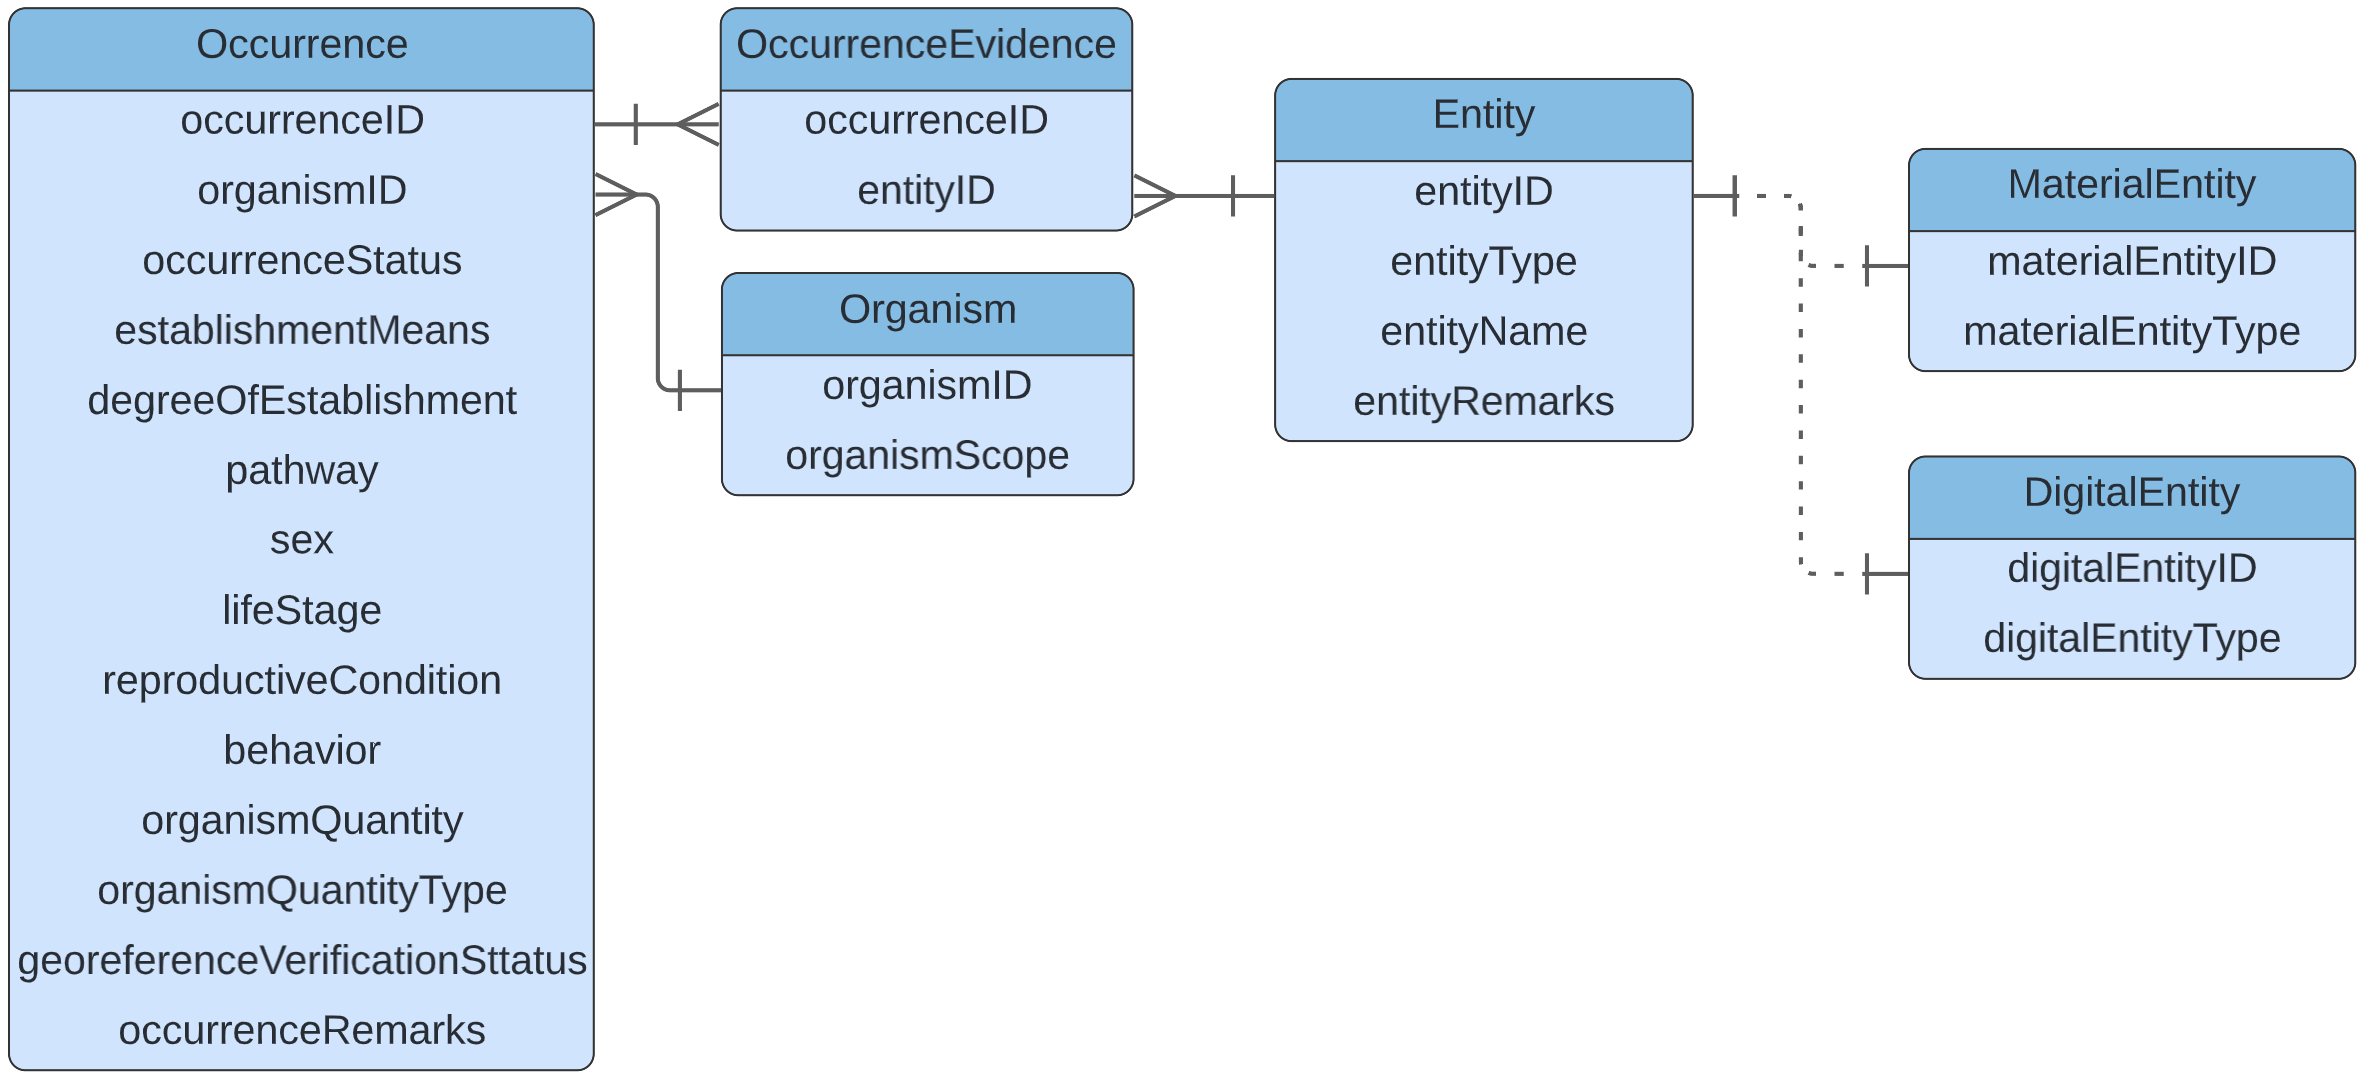 Occurrence
occurrenceID
organismID
occurrenceStatus
establishmentMeans
degreeOfEstablishment
pathway
sex
lifeStage
reproductiveCondition
behavior
organismQuantity
organismQuantityType
georeferenceVerificationSttatus
occurrenceRemarks
OccurrenceEvidence
occurrenceID
entityID
Organism
organismID
organismScope
Entity
entityID
entityType
entityName
entityRemarks
MaterialEntity
materialEntityID
materialEntityType
DigitalEntity
digitalEntityID
digitalEntityType